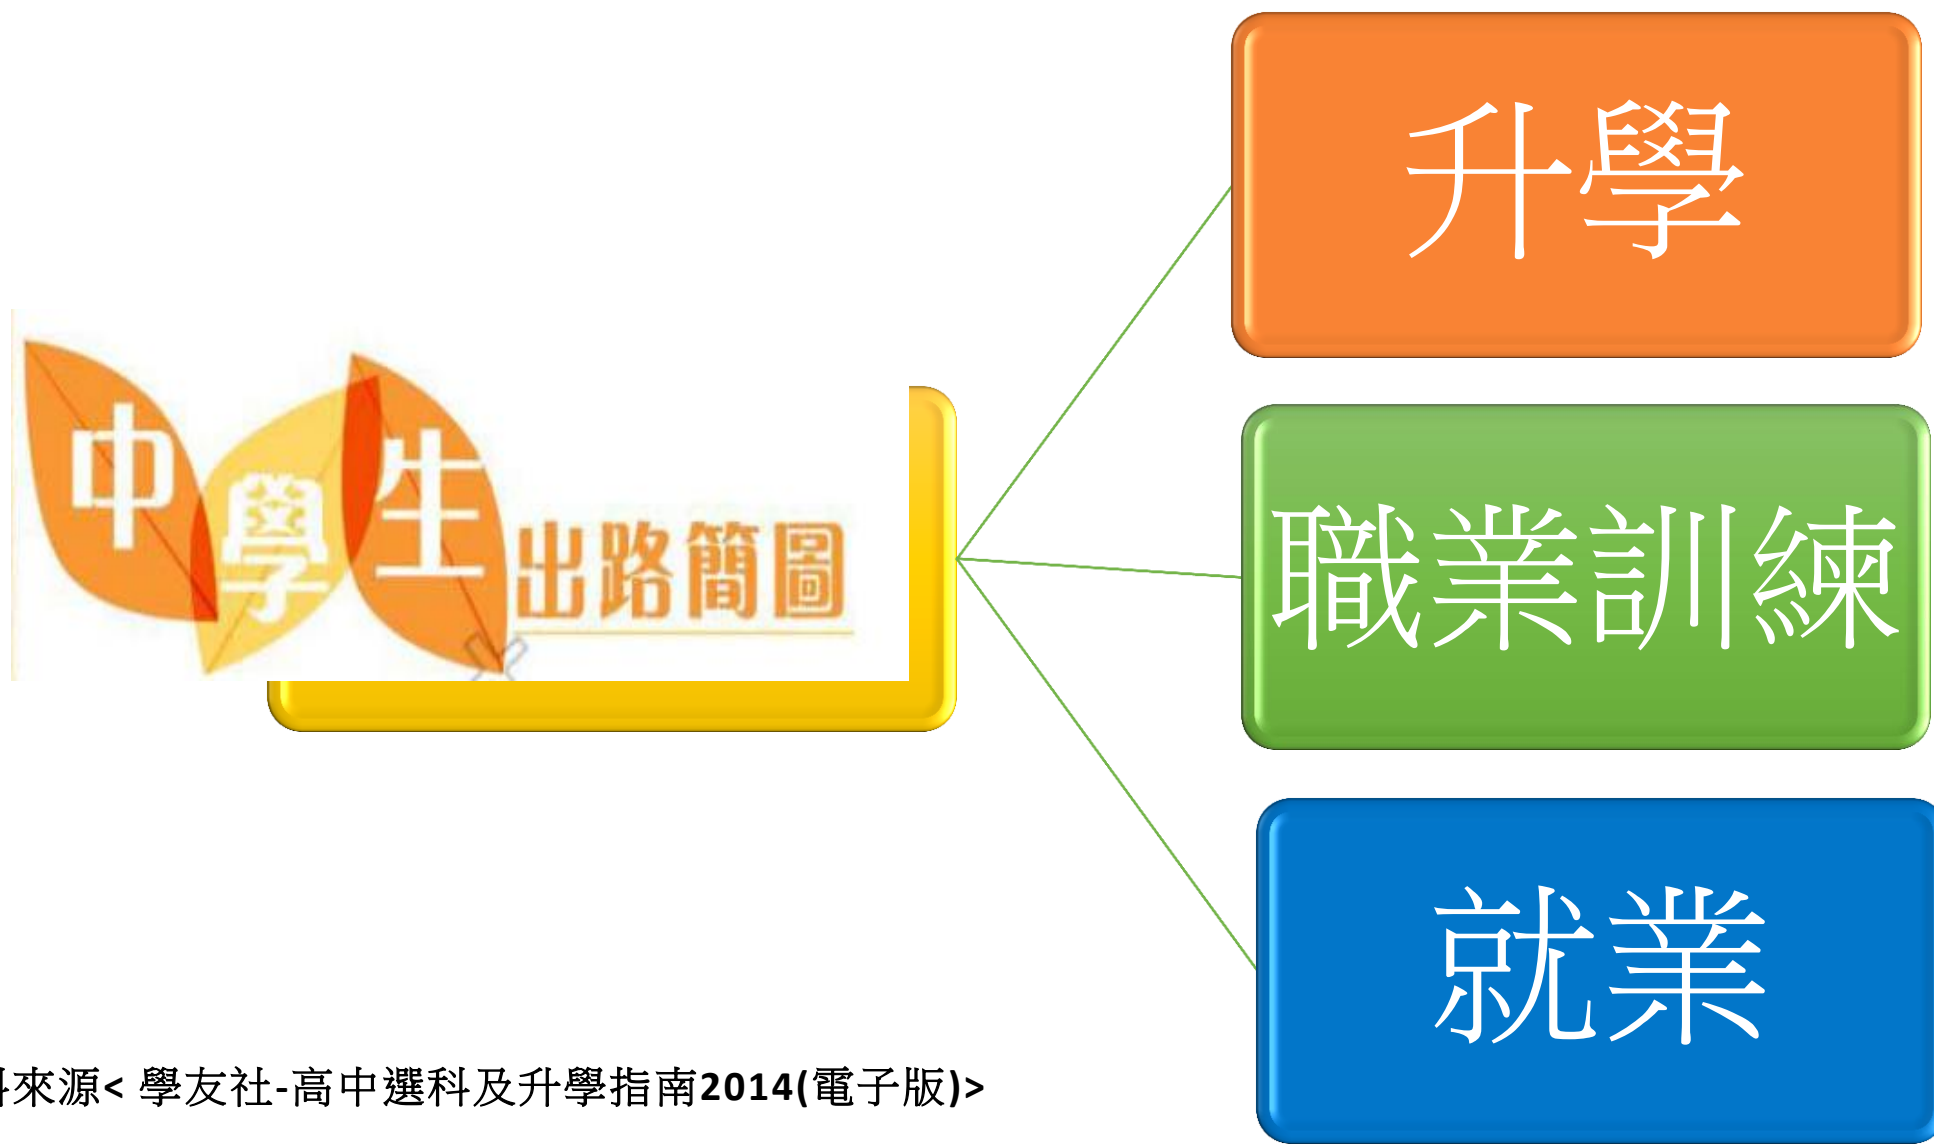 中學生出路簡圖
升學
職業訓練
就業
來源< 學友社-高中選科及升學指南2014(電子版)>